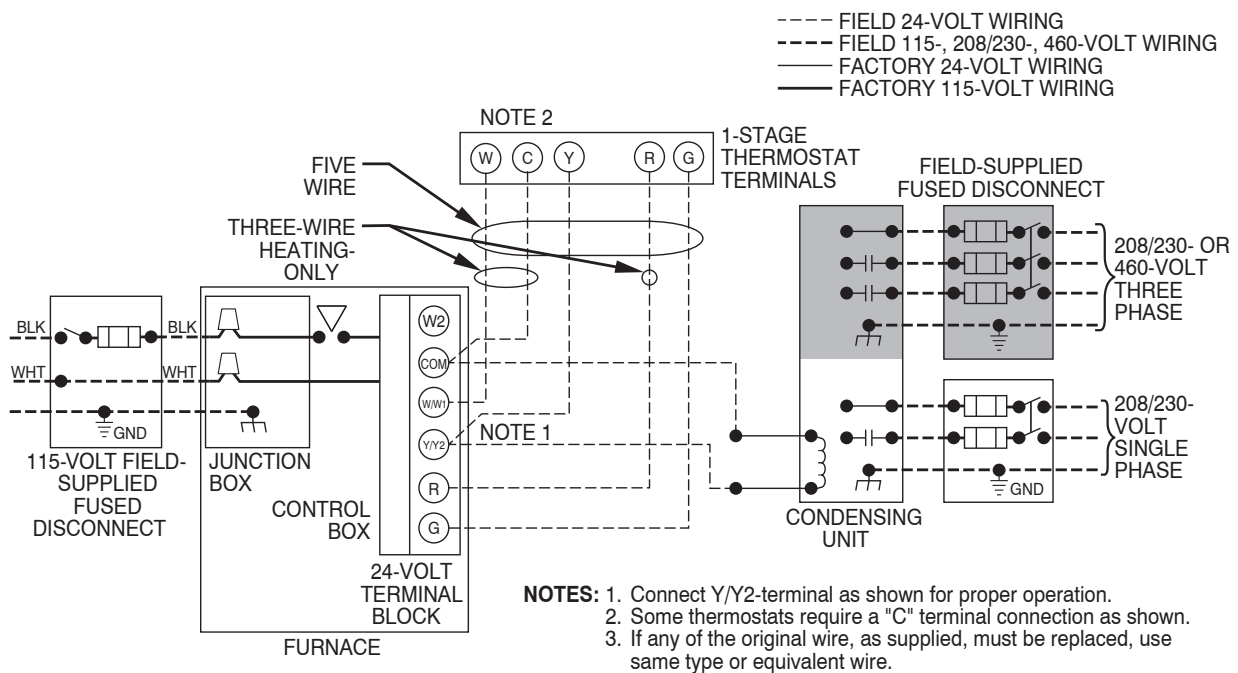 FIELD 24-VOLT WIRING
FIELD 115-, 208/230-, 460-VOLT WIRING
FACTORY 24-VOLT WIRING
FACTORY 115-VOLT WIRING
NOTE 2
W
C
Y
R
G
1-STAGE
THERMOSTAT
TERMINALS
FIVE
WIRE
THREE-WIRE
HEATING-
ONLY
FIELD-SUPPLIED
FUSED DISCONNECT
208/230- OR
460-VOLT
THREE
PHASE
BLK
BLK
WHT
WHT
GND
115-VOLT FIELD-
SUPPLIED
FUSED
DISCONNECT
JUNCTION
BOX
CONTROL
BOX
W2
COM
W/W1
Y/Y2
R
G
NOTE 1
24-VOLT
TERMINAL
BLOCK
FURNACE
208/230-
VOLT
SINGLE
PHASE
GND
CONDENSING
UNIT
NOTES: 1. Connect Y/Y2-terminal as shown for proper operation.
2. Some thermostats require a "C" terminal connection as shown.
3. If any of the original wire, as supplied, must be replaced, use
same type or equivalent wire.